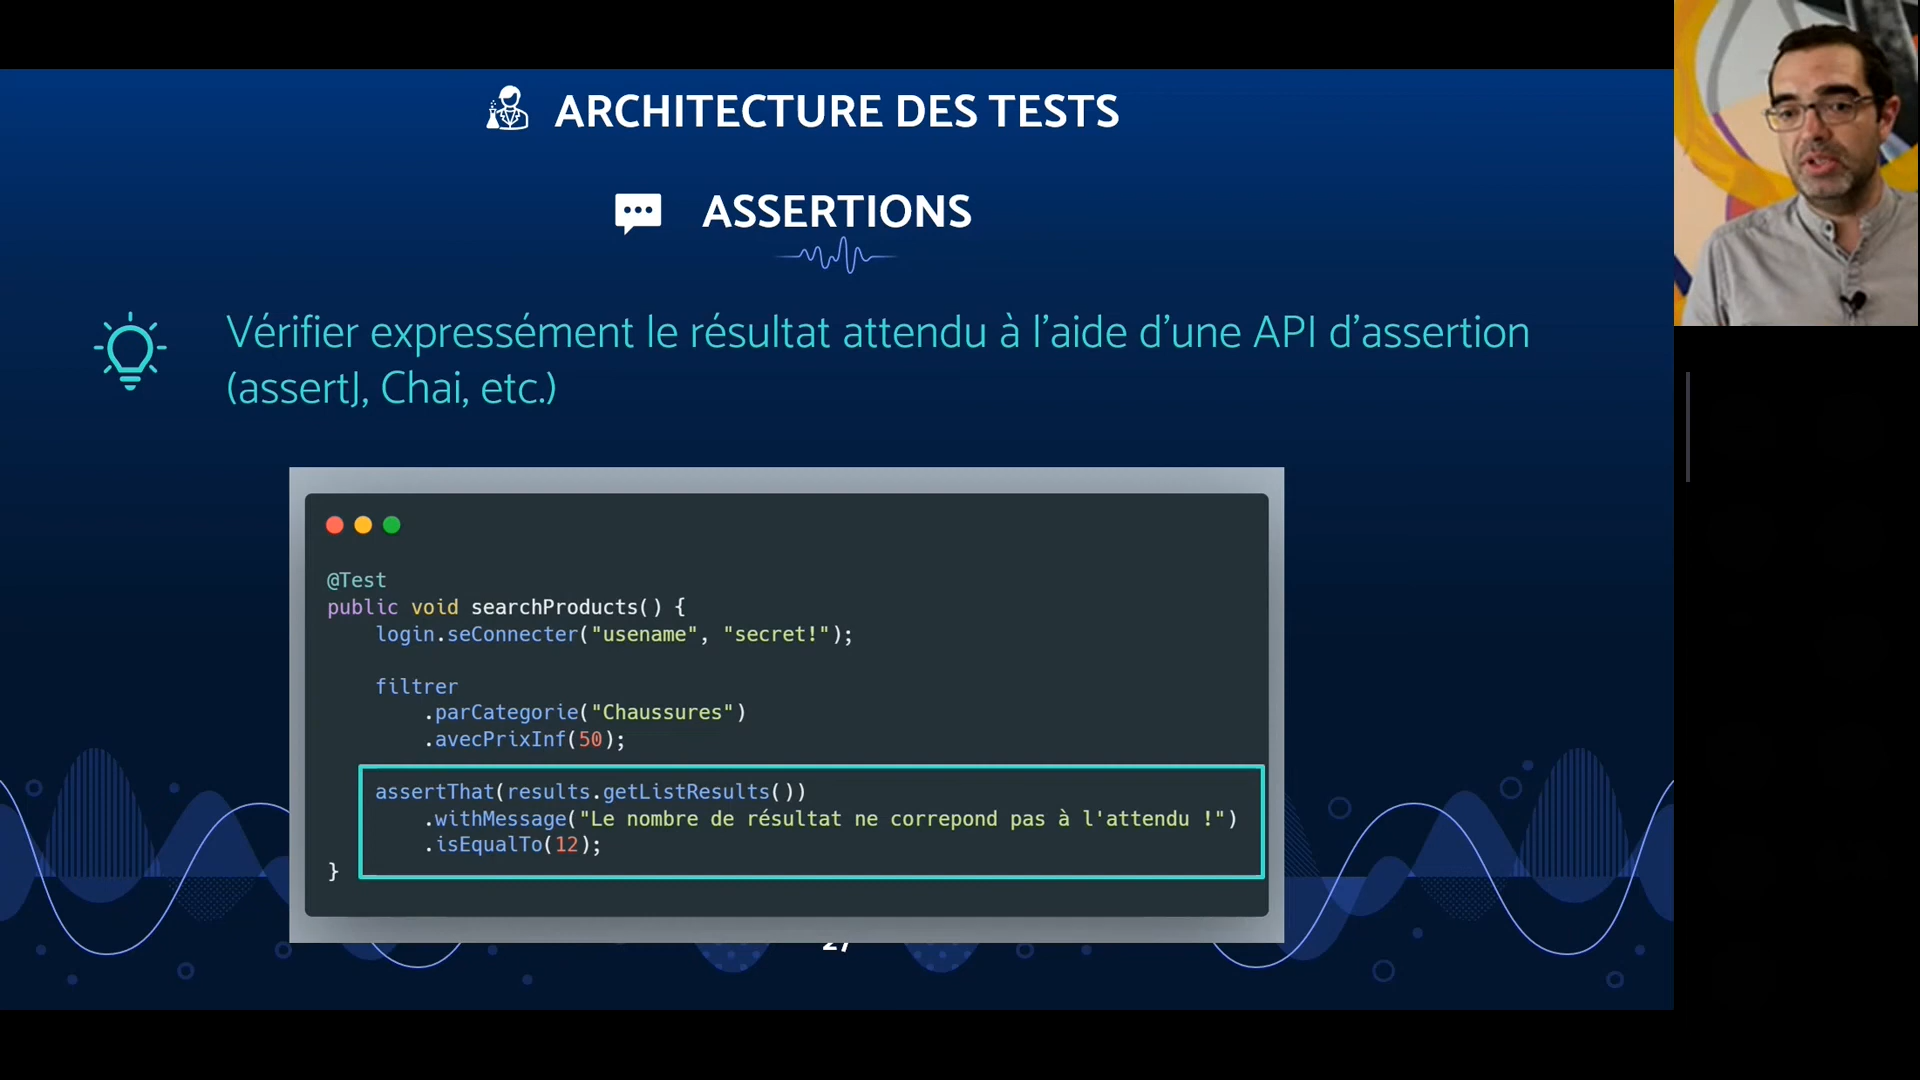 ARCHITECTURE DES TESTS
ASSERTIONS
Vérifier expressément le résultat attendu à l'aide d'une API d'assertion
(assertJ, Chai, etc.)
@Test
public void searchProducts() {
    login.seConnecter("usename", "secret!");
    filtrer
        .parCategorie("Chaussures")
        .avecPrixInf(50);
    assertThat(results.getListResults())
        .withMessage("Le nombre de résultat ne correpond pas à l'attendu !")
        .isEqualTo(12);
}
27